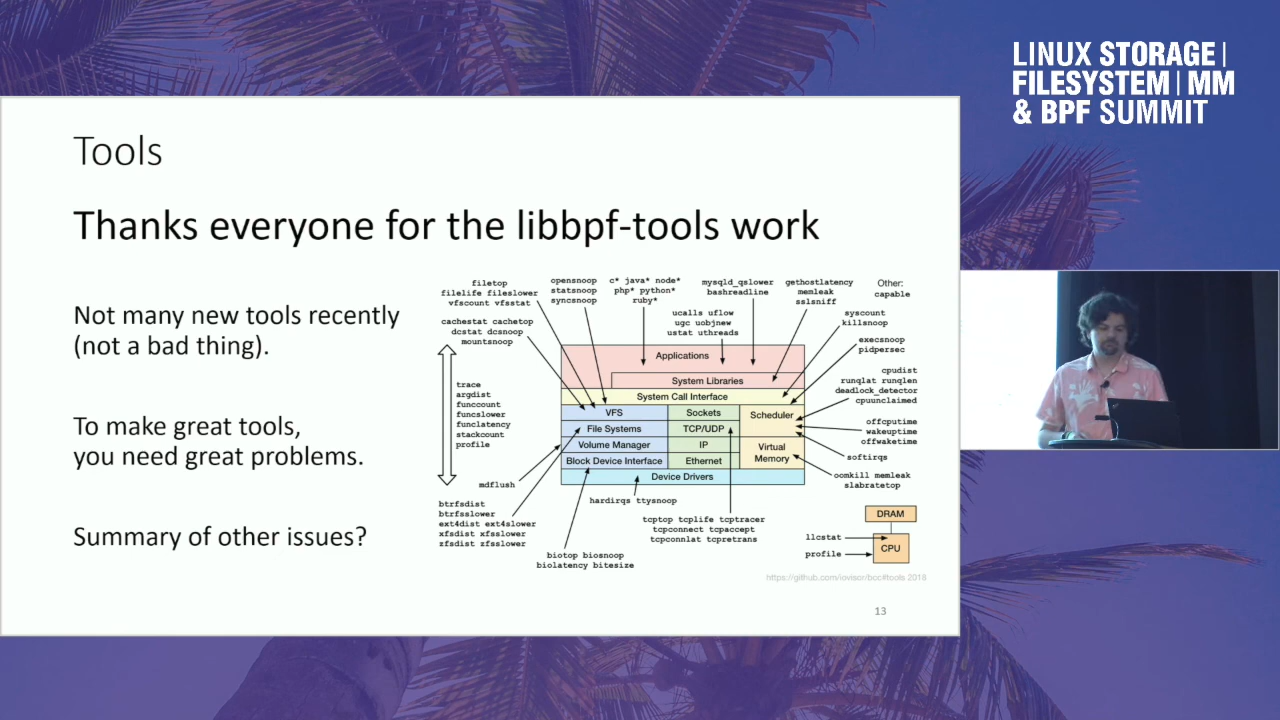 LINUX STORAGE |
FILESYSTEM | MM
& BPF SUMMIT
Tools
Thanks everyone for the libbpf-tools work
Not many new tools recently
(not a bad thing).
To make great tools,
you need great problems.
Summary of other issues?
filetop
filelife fileslower
vfscount vfsstat
opensnoop
statsnoop
syncsnoop
c* java* node*
php* python*
ruby*
mysqld_qslower
bashreadline
gethostlatency
memleak
sslsniff
Other:
capable
cachestat cachetop
dcstat dcsnoop
mountsnoop
ucalls uflow
ugc uobjnew
ustat uthreads
syscount
killsnoop
execsnoop
pidpersec
trace
argdist
funccount
funcslower
funclatency
stackcount
profile
Applications
System Libraries
System Call Interface
VFS
Sockets
Scheduler
File Systems
TCP/UDP
Volume Manager
IP
Virtual
Memory
Block Device Interface
Ethernet
Device Drivers
cpudist
runqlat runqlen
deadlock_detector
cpuunclaimed
offcputime
wakeuptime
offwaketime
softirqs
oomkill memleak
slabratetop
mdflush
hardirqs ttysnoop
btrfsdist
btrfsslower
ext4dist ext4slower
xfsdist xfsslower
zfsdist zfsslower
tcptop tcplife tcptracer
tcpconnect tcpaccept
tcpconnlat tcpretrans
biotop biosnoop
biolatency bitesize
DRAM
llcstat
profile
CPU
https://github.com/iovisor/bcc#tools 2018
13